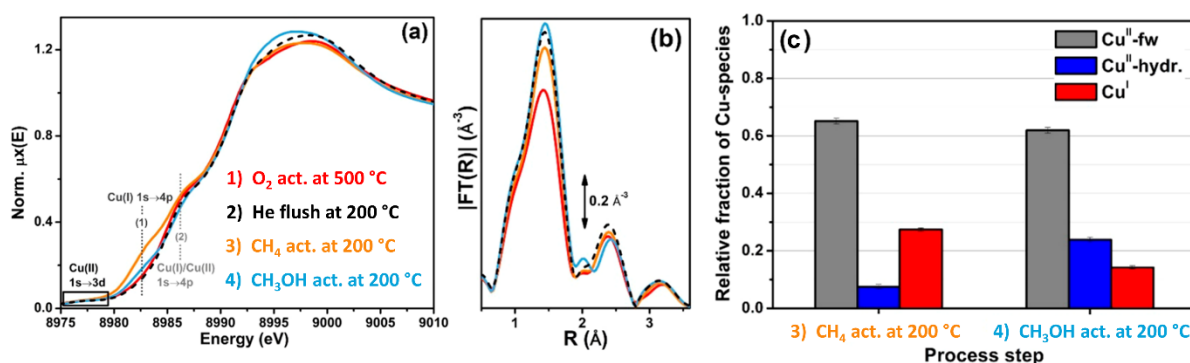 (a)
Norm. µx(E)
1.2
0.8
0.4
0.0
Cu(I) 1s→4p
(1)
(2)
Cu(II)
1s→3d
Cu(I)/Cu(II)
1s→4p
1) O₂ act. at 500 °C
2) He flush at 200 °C
3) CH₄ act. at 200 °C
4) CH₃OH act. at 200 °C
8975 8980 8985 8990 8995 9000 9005 9010
Energy (eV)
(b)
|FT(R)| (Å⁻³)
0.2 Å⁻³
1 2 3
R (Å)
(c)
Relative fraction of Cu-species
1.0
0.8
0.6
0.4
0.2
0.0
Cuᴵᴵ-fw
Cuᴵᴵ-hydr.
Cuᴵ
3) CH₄ act. at 200 °C
4) CH₃OH act. at 200 °C
Process step